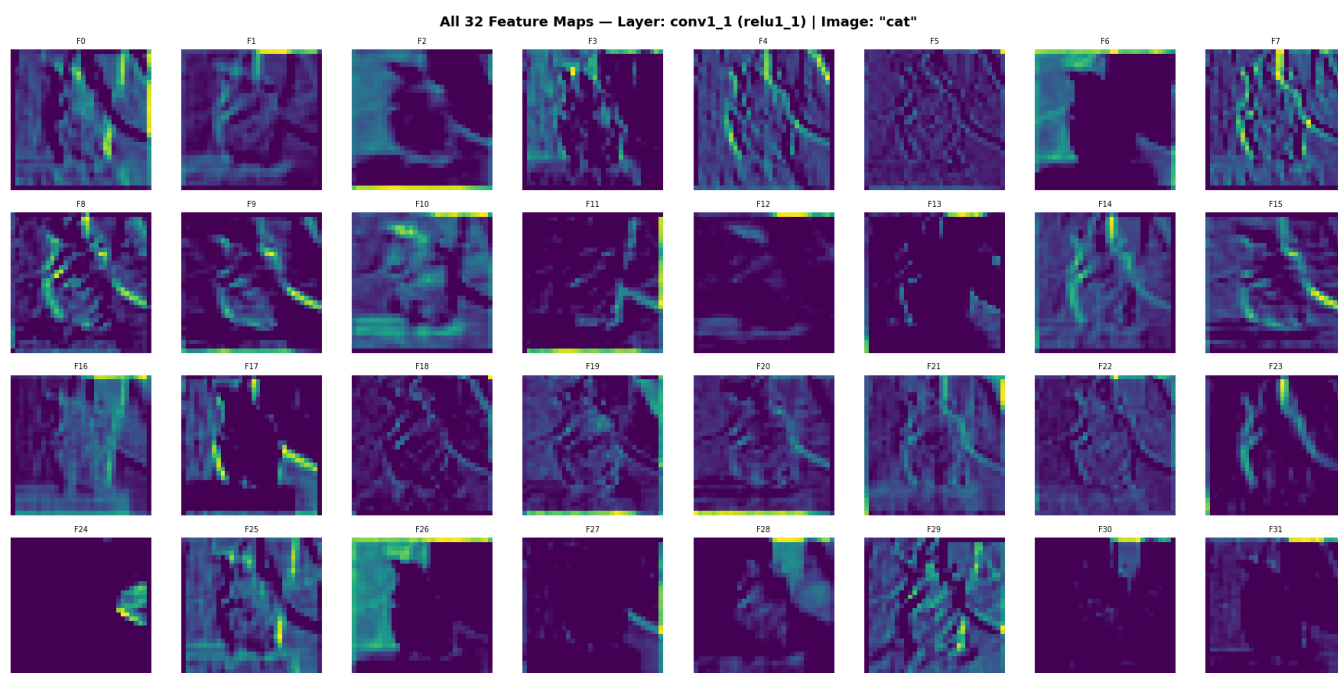 All 32 Feature Maps — Layer: conv1_1 (relu1_1) | Image: "cat"
F0 F1 F2 F3 F4 F5 F6 F7
F8 F9 F10 F11 F12 F13 F14 F15
F16 F17 F18 F19 F20 F21 F22 F23
F24 F25 F26 F27 F28 F29 F30 F31